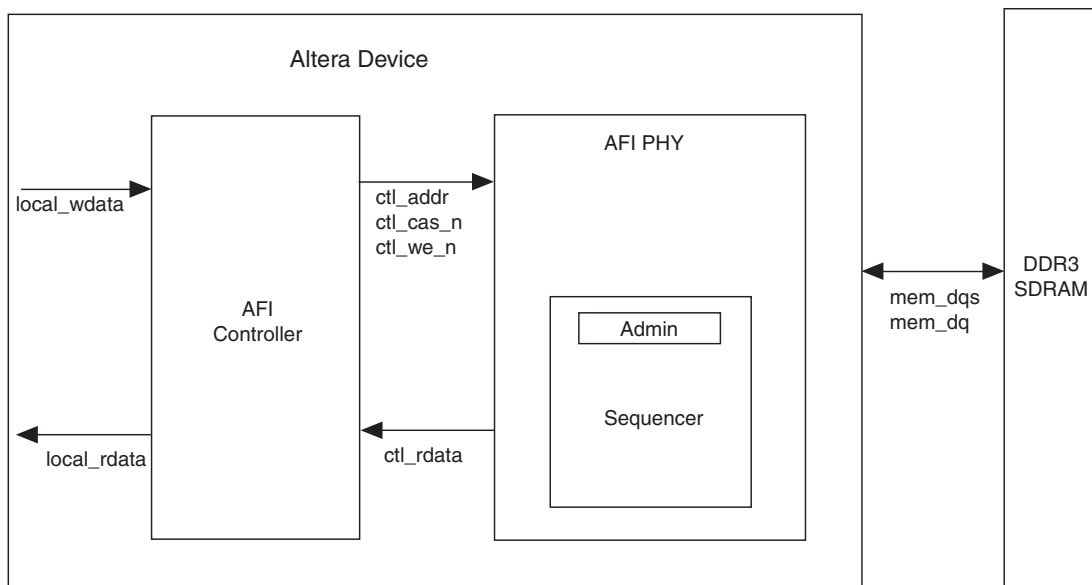 Altera Device
AFI PHY
local_wdata
ctl_addr
ctl_cas_n
ctl_we_n
AFI
Controller
mem_dqs
mem_dq
DDR3
SDRAM
Admin
Sequencer
local_rdata
ctl_rdata